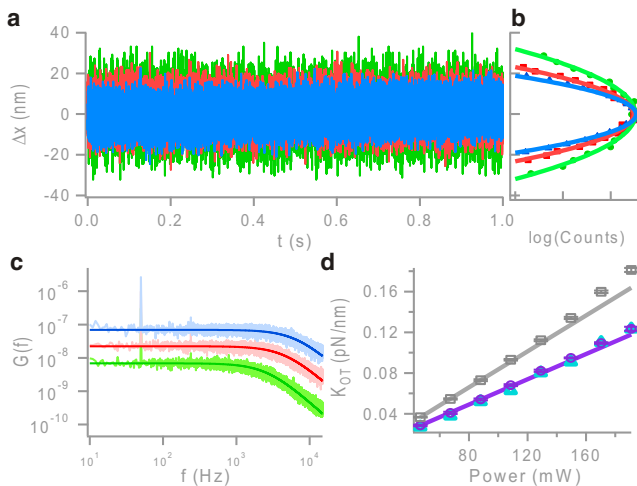 a
b
40
20
0
-20
-40
Δx (nm)
0.0 0.2 0.4 0.6 0.8 1.0
t (s)
log(Counts)
c
d
10-6
10-7
10-8
10-9
10-10
G(f)
101 102 103 104
f (Hz)
0.16
0.12
0.08
0.04
KOT (pN/nm)
80 120 160
Power (mW)